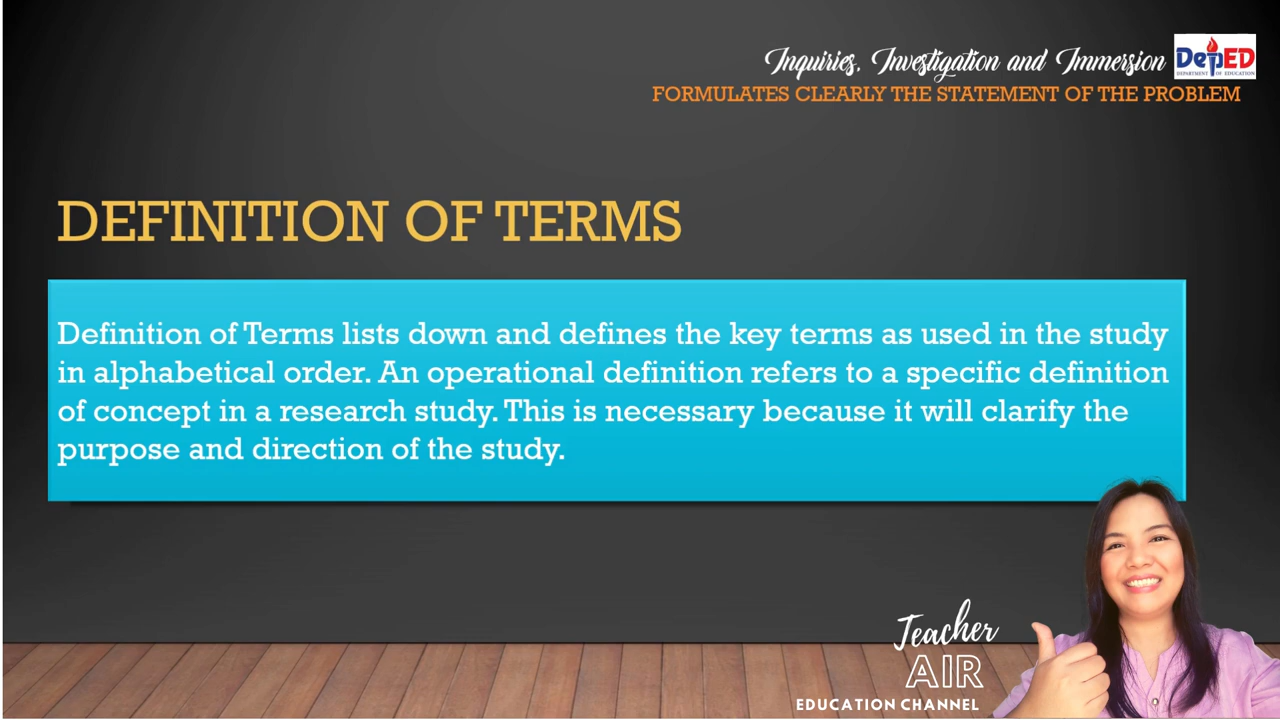 Inquiries, Investigation and Immersion
DepED
DEPARTMENT OF EDUCATION
FORMULATES CLEARLY THE STATEMENT OF THE PROBLEM
DEFINITION OF TERMS
Definition of Terms lists down and defines the key terms as used in the study
in alphabetical order. An operational definition refers to a specific definition
of concept in a research study. This is necessary because it will clarify the
purpose and direction of the study.
Teacher
AIR
EDUCATION CHANNEL